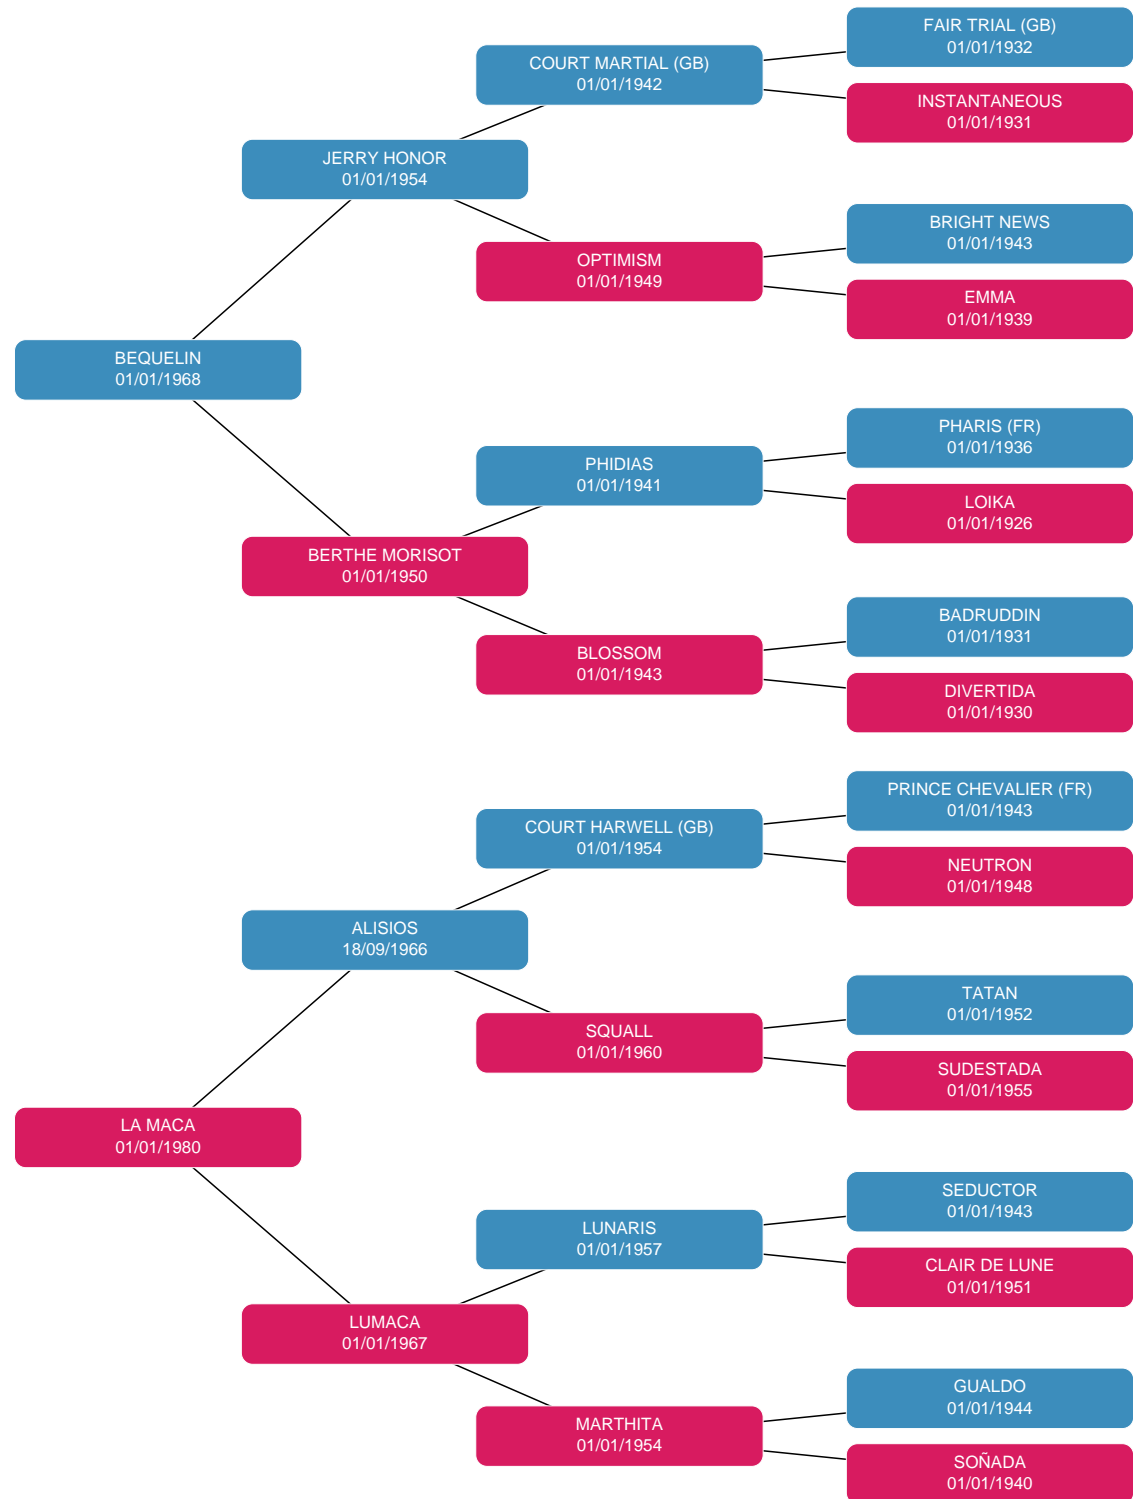 FAIR TRIAL (GB)
01/01/1932
COURT MARTIAL (GB)
01/01/1942
INSTANTANEOUS
01/01/1931
JERRY HONOR
01/01/1954
BRIGHT NEWS
01/01/1943
OPTIMISM
01/01/1949
EMMA
01/01/1939
BEQUELIN
01/01/1968
PHARIS (FR)
01/01/1936
PHIDIAS
01/01/1941
LOIKA
01/01/1926
BERTHE MORISOT
01/01/1950
BADRUDDIN
01/01/1931
BLOSSOM
01/01/1943
DIVERTIDA
01/01/1930
PRINCE CHEVALIER (FR)
01/01/1943
COURT HARWELL (GB)
01/01/1954
NEUTRON
01/01/1948
ALISIOS
18/09/1966
TATAN
01/01/1952
SQUALL
01/01/1960
SUDESTADA
01/01/1955
LA MACA
01/01/1980
SEDUCTOR
01/01/1943
LUNARIS
01/01/1957
CLAIR DE LUNE
01/01/1951
LUMACA
01/01/1967
GUALDO
01/01/1944
MARTHITA
01/01/1954
SOÑADA
01/01/1940